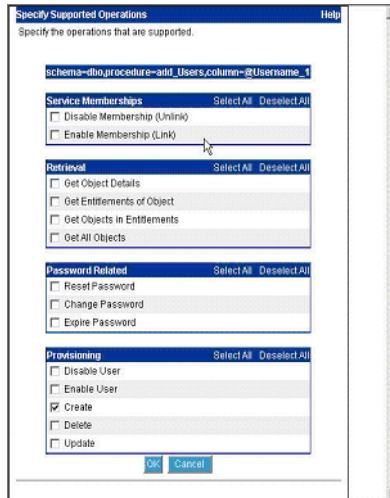 Specify Supported Operations Help
Specify the operations that are supported.
schema=dbo,procedure=add_Users,column=@Username_1
Service Memberships Select All Deselect All
Disable Membership (Unlink)
Enable Membership (Link)
Retrieval Select All Deselect All
Get Object Details
Get Entitlements of Object
Get Objects in Entitlements
Get All Objects
Password Related Select All Deselect All
Reset Password
Change Password
Expire Password
Provisioning Select All Deselect All
Disable User
Enable User
Create
Delete
Update
OK Cancel